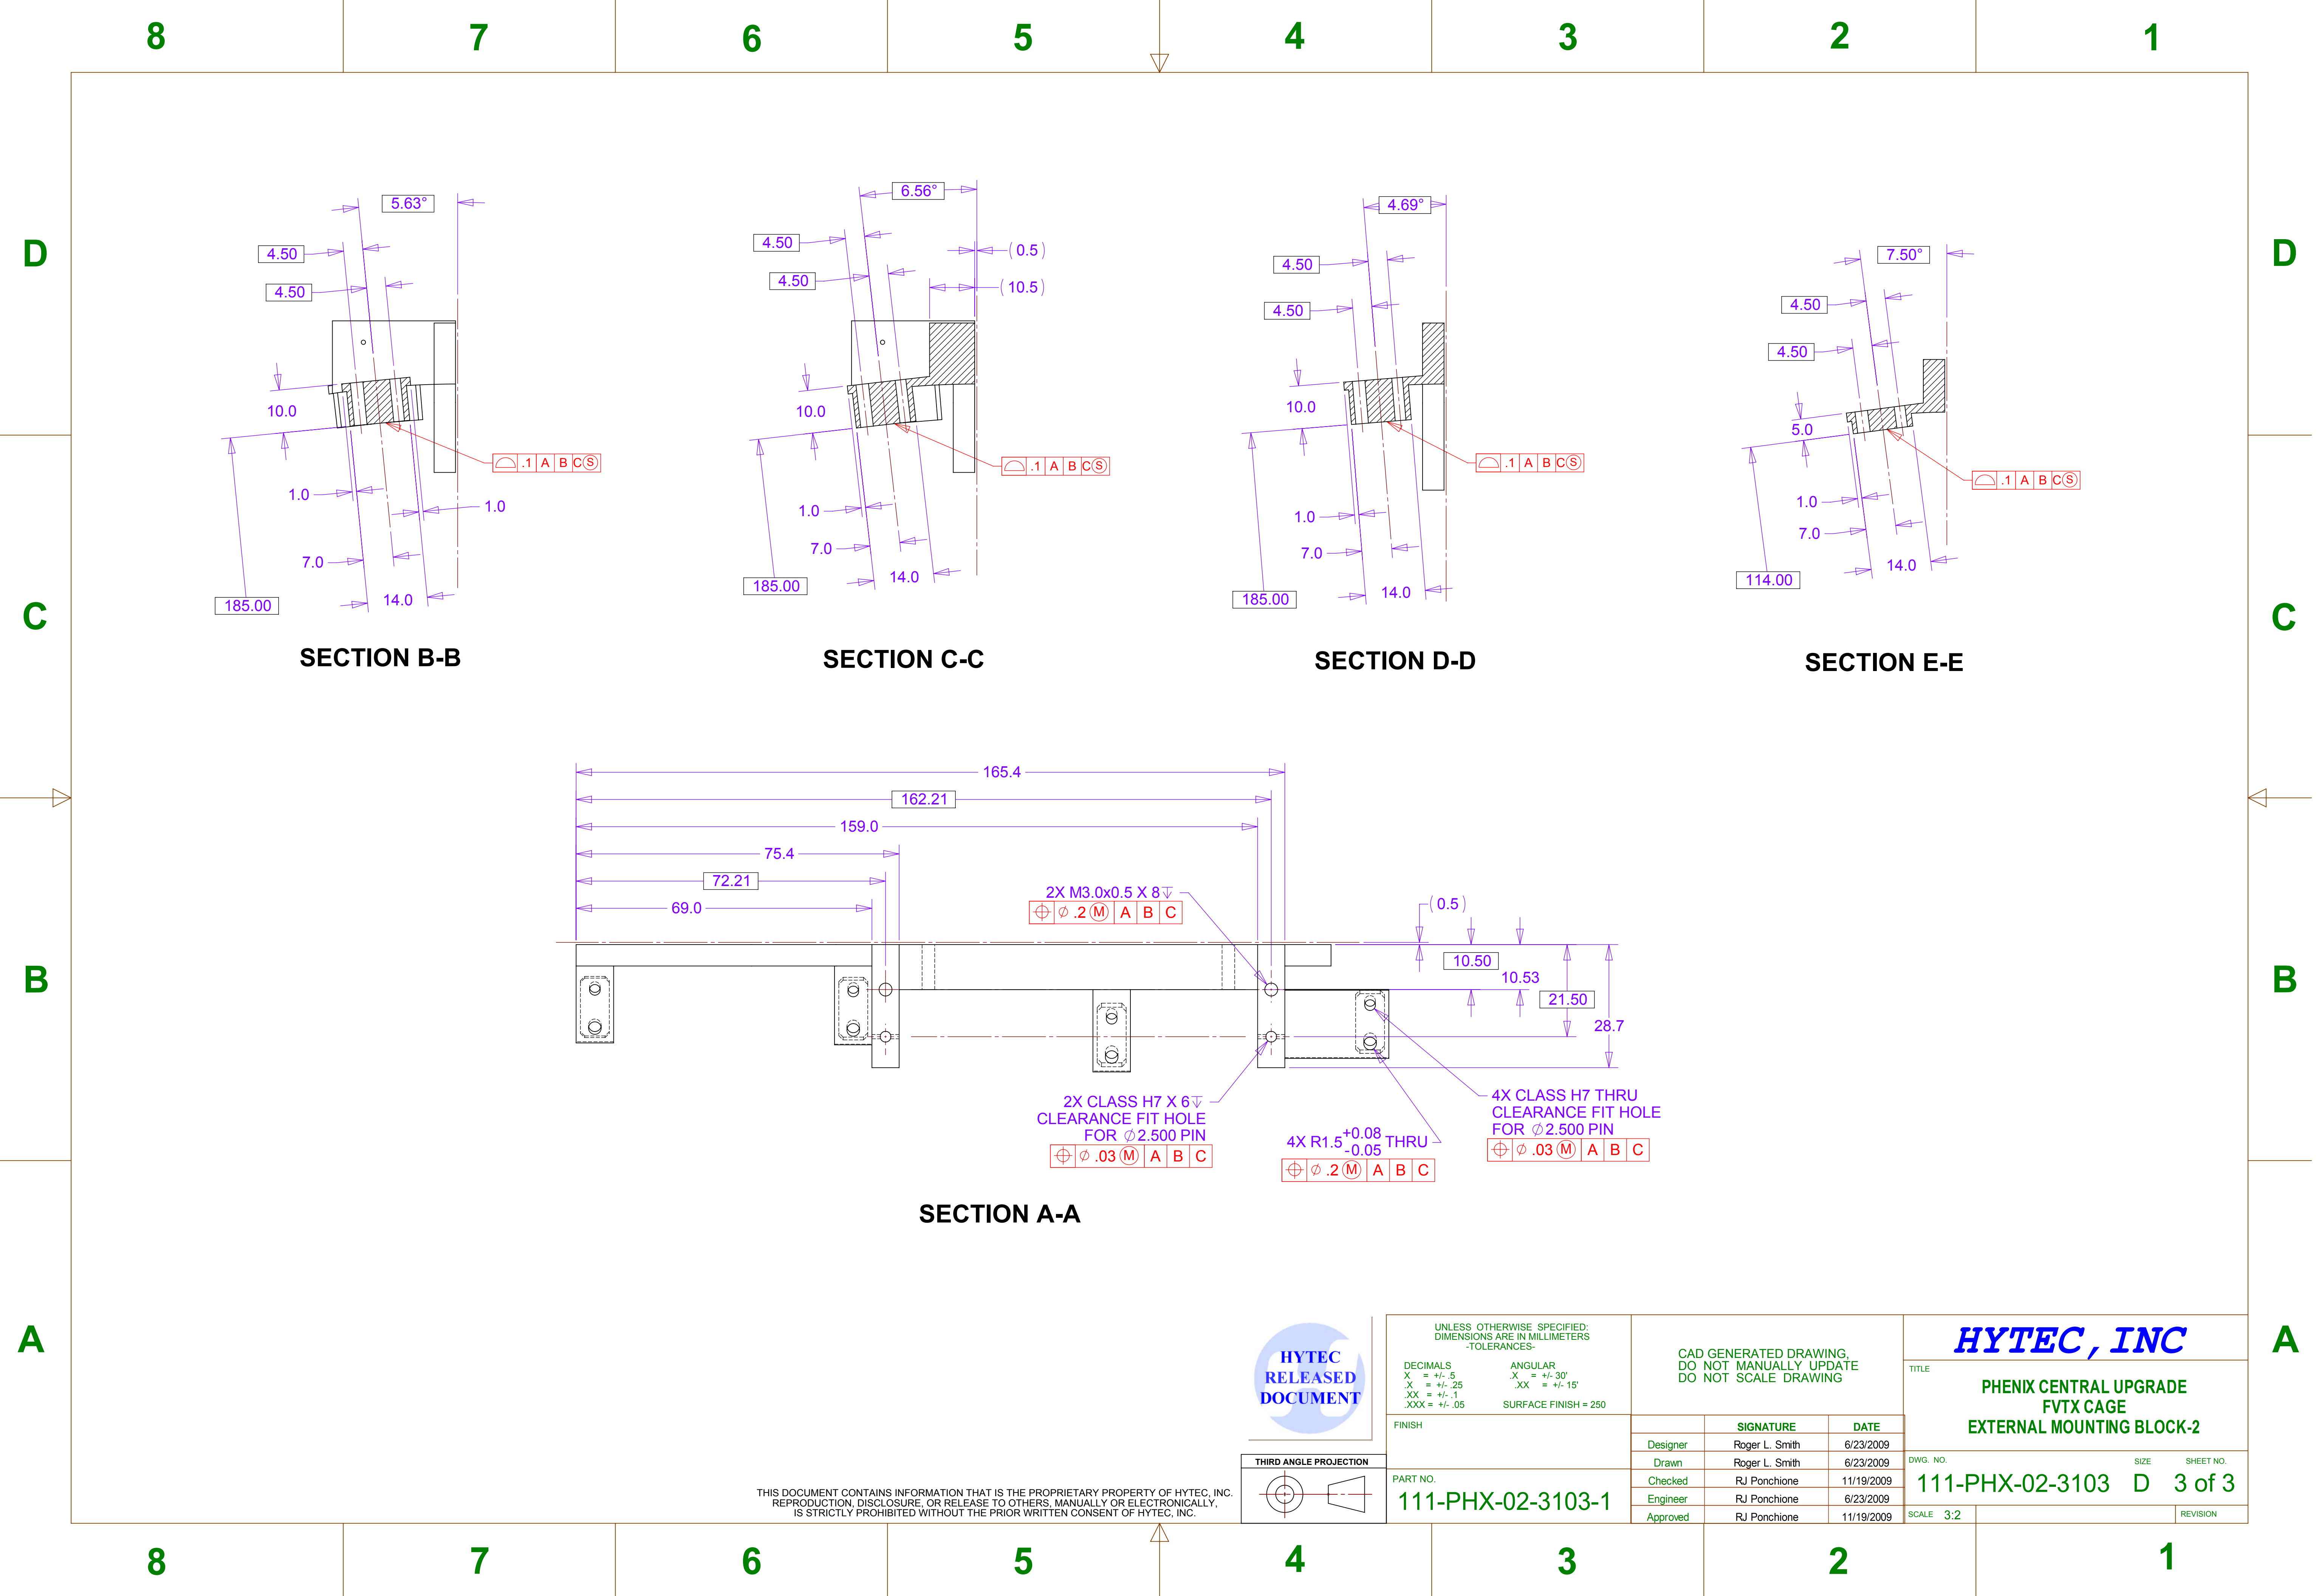 8 7 6 5 4 3 2 1
D D
5.63°
4.50
4.50
10.0
.1 A B CⓈ
1.0
1.0
7.0
14.0
185.00
SECTION B-B
6.56°
4.50
(0.5)
4.50
(10.5)
10.0
.1 A B CⓈ
1.0
7.0
14.0
185.00
SECTION C-C
4.69°
4.50
4.50
10.0
.1 A B CⓈ
1.0
7.0
14.0
185.00
SECTION D-D
7.50°
4.50
4.50
5.0
.1 A B CⓈ
1.0
7.0
14.0
114.00
SECTION E-E
C C
165.4
162.21
159.0
75.4
72.21
69.0
2X M3.0x0.5 X 8↧
⌖ ∅ .2 Ⓜ A B C
(0.5)
10.50
10.53
21.50
28.7
B B
2X CLASS H7 X 6↧
CLEARANCE FIT HOLE
FOR ∅2.500 PIN
⌖ ∅ .03 Ⓜ A B C
4X R1.5 +0.08 -0.05 THRU
⌖ ∅ .2 Ⓜ A B C
4X CLASS H7 THRU
CLEARANCE FIT HOLE
FOR ∅2.500 PIN
⌖ ∅ .03 Ⓜ A B C
SECTION A-A
A A
HYTEC
RELEASED
DOCUMENT
THIRD ANGLE PROJECTION
THIS DOCUMENT CONTAINS INFORMATION THAT IS THE PROPRIETARY PROPERTY OF HYTEC, INC.
REPRODUCTION, DISCLOSURE, OR RELEASE TO OTHERS, MANUALLY OR ELECTRONICALLY,
IS STRICTLY PROHIBITED WITHOUT THE PRIOR WRITTEN CONSENT OF HYTEC, INC.
UNLESS OTHERWISE SPECIFIED:
DIMENSIONS ARE IN MILLIMETERS
-TOLERANCES-
DECIMALS ANGULAR
X = +/- .5 .X = +/- 30'
.X = +/- .25 .XX = +/- 15'
.XX = +/- .1
.XXX = +/- .05 SURFACE FINISH = 250
FINISH
PART NO.
111-PHX-02-3103-1
CAD GENERATED DRAWING,
DO NOT MANUALLY UPDATE
DO NOT SCALE DRAWING
SIGNATURE DATE
Designer Roger L. Smith 6/23/2009
Drawn Roger L. Smith 6/23/2009
Checked RJ Ponchione 11/19/2009
Engineer RJ Ponchione 6/23/2009
Approved RJ Ponchione 11/19/2009
HYTEC, INC
TITLE
PHENIX CENTRAL UPGRADE
FVTX CAGE
EXTERNAL MOUNTING BLOCK-2
DWG. NO. SIZE SHEET NO.
111-PHX-02-3103 D 3 of 3
SCALE 3:2 REVISION
8 7 6 5 4 3 2 1